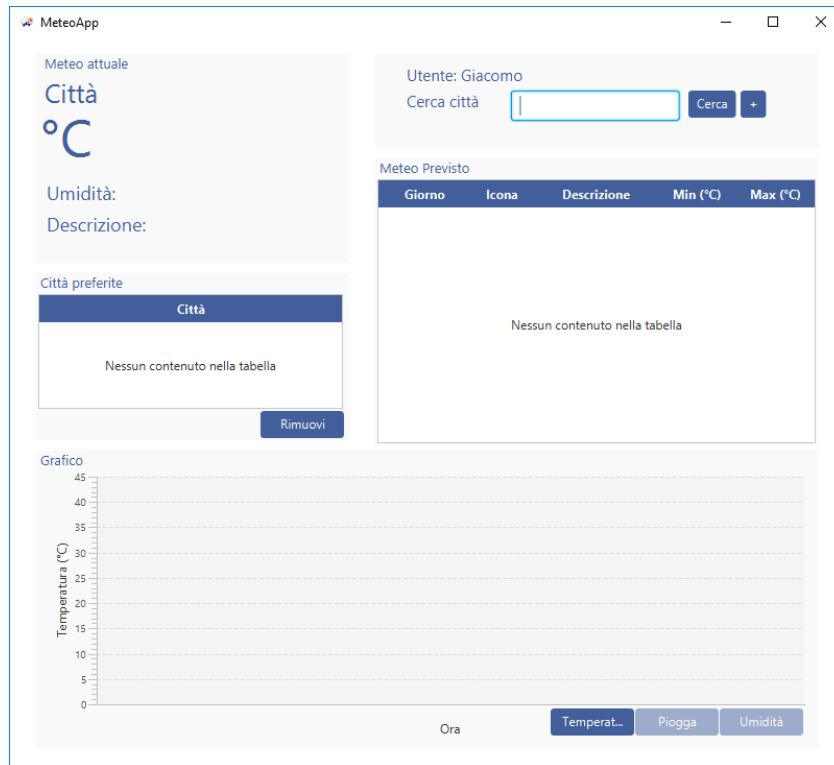 MeteoApp
Meteo attuale
Città
°C
Umidità:
Descrizione:
Utente: Giacomo
Cerca città
Cerca
+
Meteo Previsto
Giorno Icona Descrizione Min (°C) Max (°C)
Nessun contenuto nella tabella
Città preferite
Città
Nessun contenuto nella tabella
Rimuovi
Grafico
45
40
35
30
25
20
15
10
5
0
Temperatura (°C)
Ora
Temperat...
Piogga
Umidità